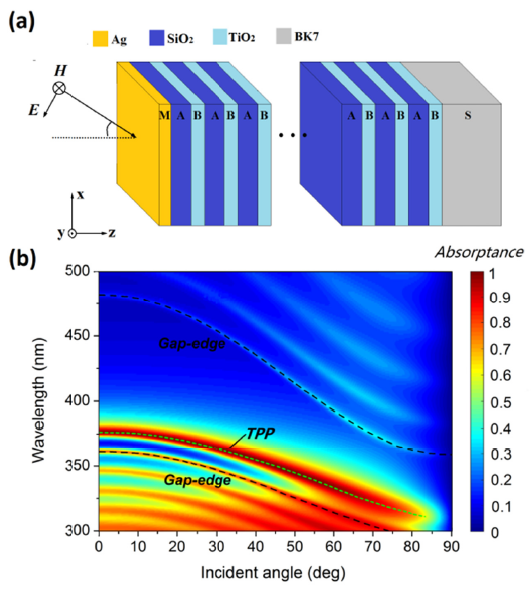 (a)
Ag SiO₂ TiO₂ BK7
H
E
M A B A B A B ••• A B A B A B S
x
y z
(b)
Absorptance
500
450
400
350
300
Wavelength (nm)
Gap-edge
TPP
Gap-edge
0 10 20 30 40 50 60 70 80 90
Incident angle (deg)
1
0.9
0.8
0.7
0.6
0.5
0.4
0.3
0.2
0.1
0